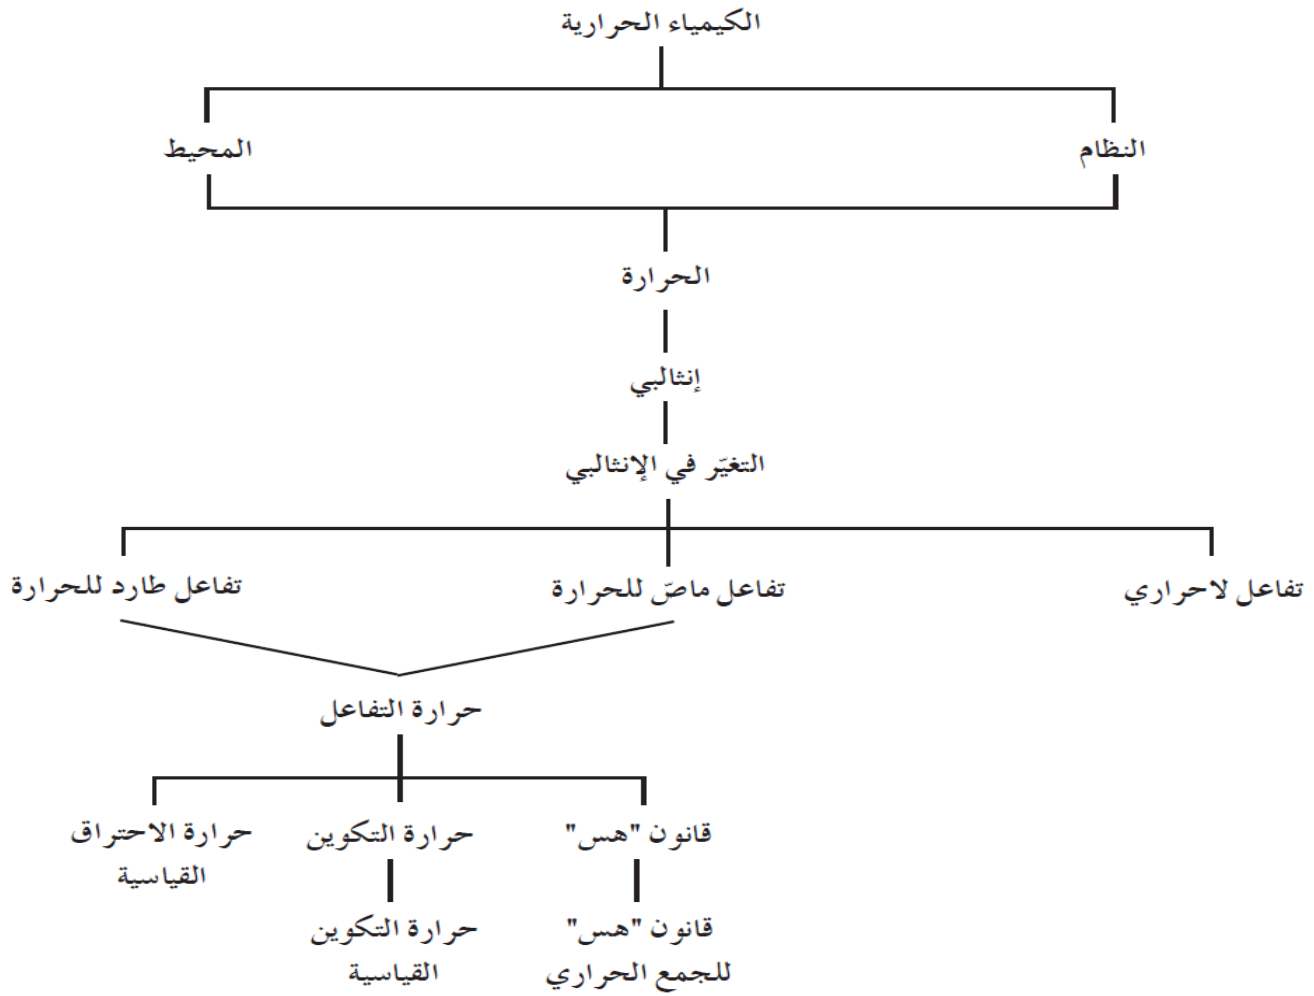 الكيمياء الحرارية
النظام
المحيط
الحرارة
إنثالبي
التغيّر في الإنثالبي
تفاعل لاحراري
تفاعل ماصّ للحرارة
تفاعل طارد للحرارة
حرارة التفاعل
قانون "هس"
حرارة التكوين
حرارة الاحتراق
القياسية
قانون "هس"
للجمع الحراري
حرارة التكوين
القياسية